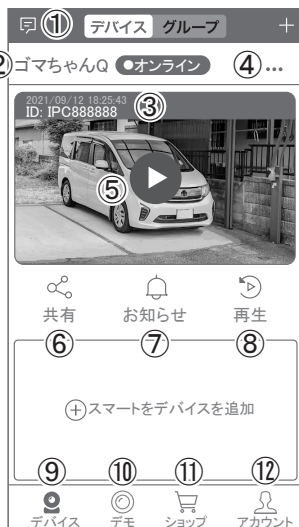 ① デバイス グループ +
② ゴマちゃんQ ●オンライン ④ …
2021/09/12 18:25:43 ③
ID: IPC888888
⑤
共有 お知らせ 再生
⑥ ⑦ ⑧
+スマートをデバイスを追加
⑨ ⑩ ⑪ ⑫
デバイス デモ ショップ アカウント